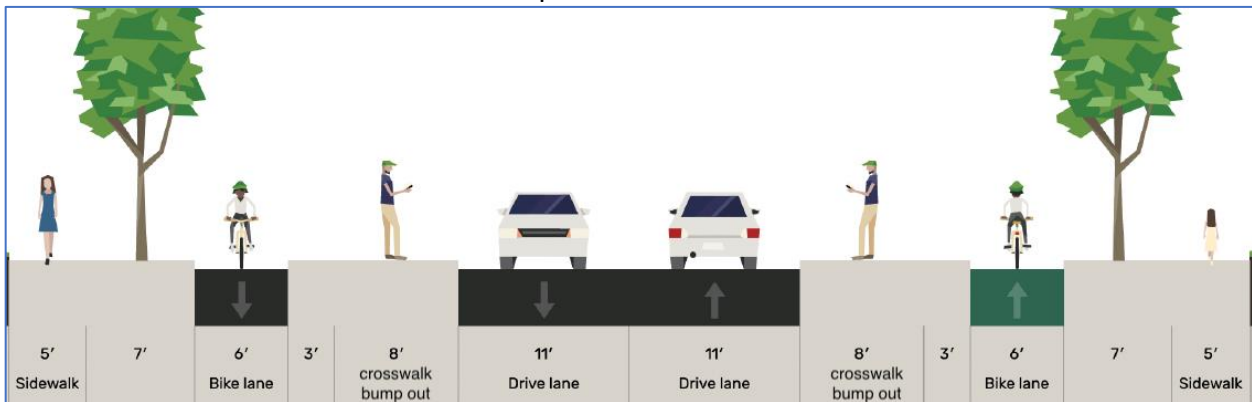 5′ 7′ 6′ 3′ 8′ 11′ 11′ 8′ 3′ 6′ 7′ 5′
Sidewalk Bike lane crosswalk Drive lane Drive lane crosswalk Bike lane Sidewalk
bump out bump out